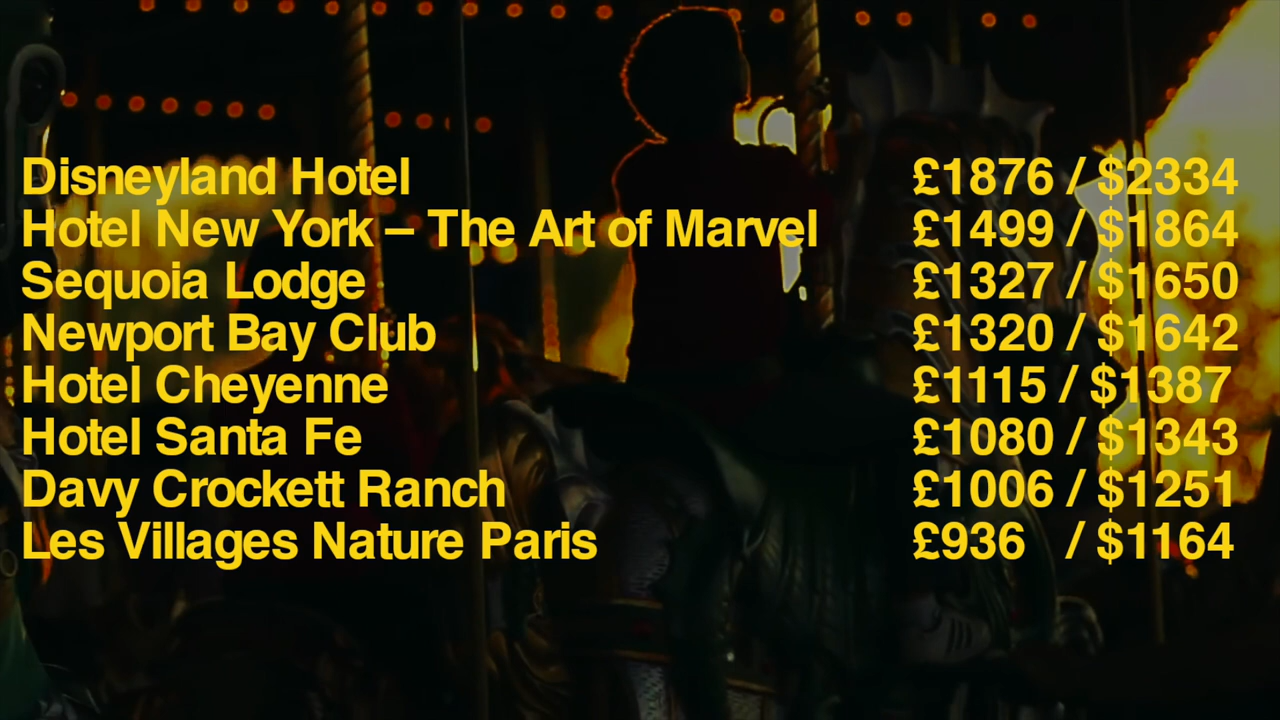 Disneyland Hotel £1876 / $2334
Hotel New York – The Art of Marvel £1499 / $1864
Sequoia Lodge £1327 / $1650
Newport Bay Club £1320 / $1642
Hotel Cheyenne £1115 / $1387
Hotel Santa Fe £1080 / $1343
Davy Crockett Ranch £1006 / $1251
Les Villages Nature Paris £936 / $1164